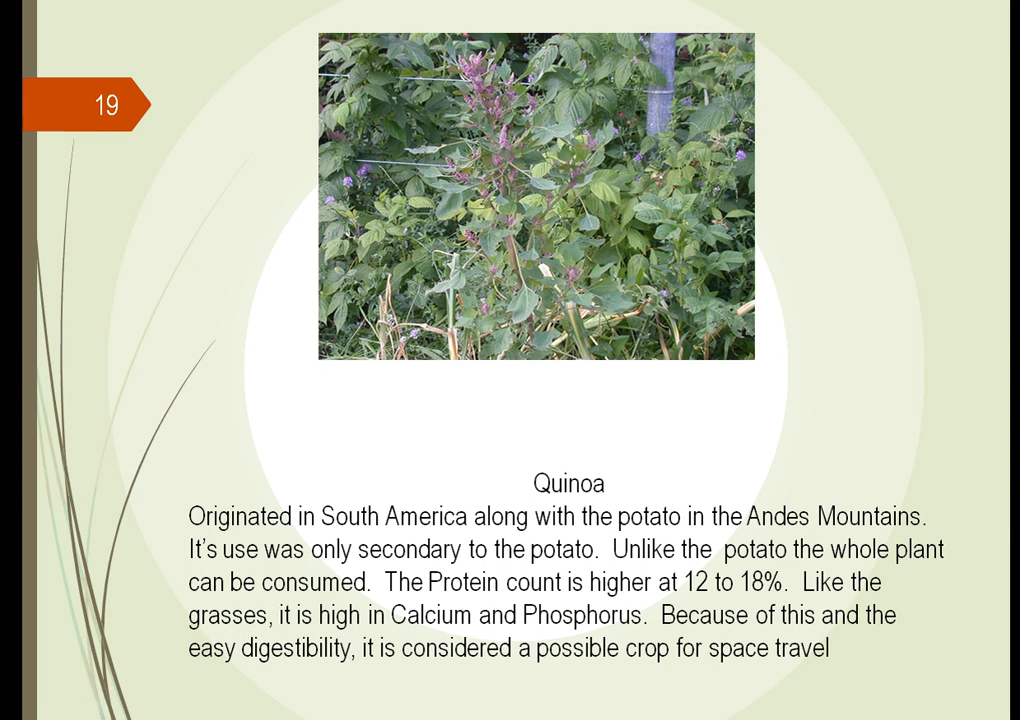 19
Quinoa
Originated in South America along with the potato in the Andes Mountains.
It’s use was only secondary to the potato.  Unlike the  potato the whole plant
can be consumed.  The Protein count is higher at 12 to 18%.  Like the
grasses, it is high in Calcium and Phosphorus.  Because of this and the
easy digestibility, it is considered a possible crop for space travel